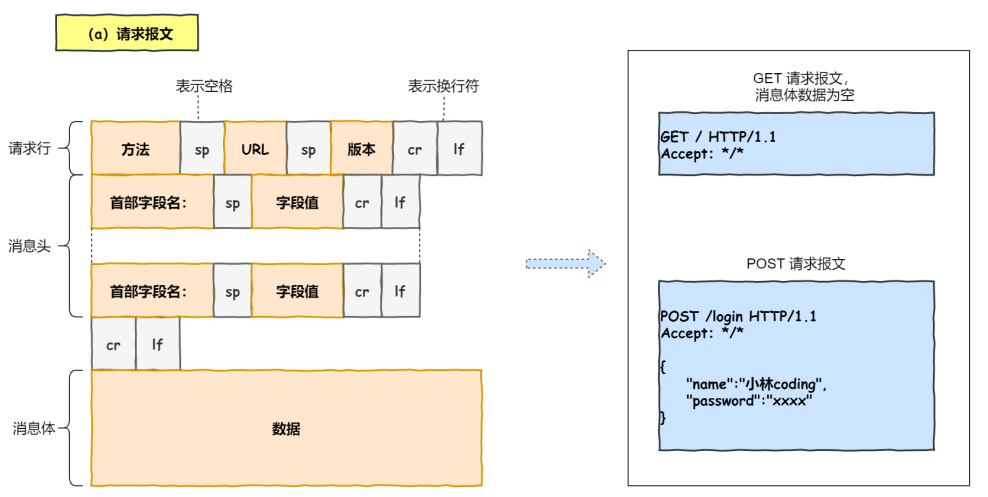 (a) 请求报文
表示空格
表示换行符
请求行
方法 sp URL sp 版本 cr lf
消息头
首部字段名: sp 字段值 cr lf
首部字段名: sp 字段值 cr lf
cr lf
消息体
数据
GET 请求报文,
消息体数据为空
GET / HTTP/1.1
Accept: */*
POST 请求报文
POST /login HTTP/1.1
Accept: */*
{
"name":"小林coding",
"password":"xxxx"
}